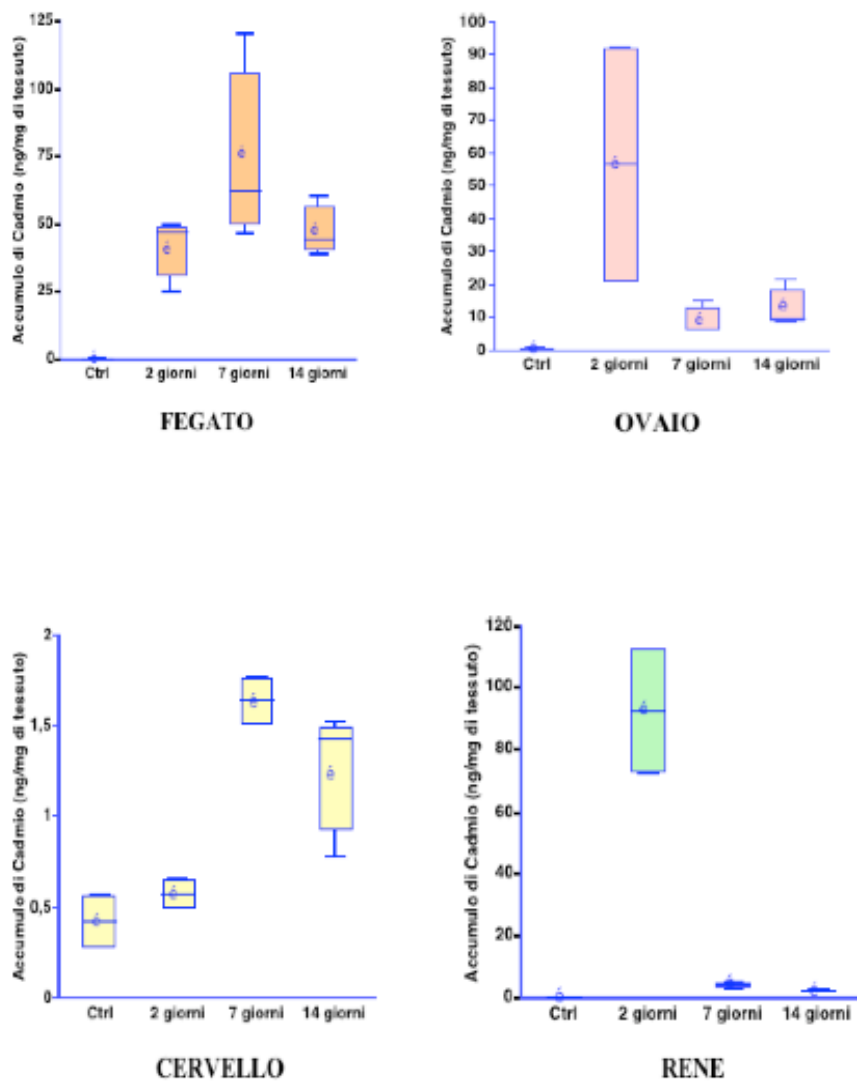 Accumulo di Cadmio (ng/mg di tessuto)
125
100
75
50
25
0
Ctrl 2 giorni 7 giorni 14 giorni
FEGATO
Accumulo di Cadmio (ng/mg di tessuto)
100
90
80
70
60
50
40
30
20
10
0
Ctrl 2 giorni 7 giorni 14 giorni
OVAIO
Accumulo di Cadmio (ng/mg di tessuto)
2
1,5
1
0,5
0
Ctrl 2 giorni 7 giorni 14 giorni
CERVELLO
Accumulo di Cadmio (ng/mg di tessuto)
120
100
80
60
40
20
0
Ctrl 2 giorni 7 giorni 14 giorni
RENE